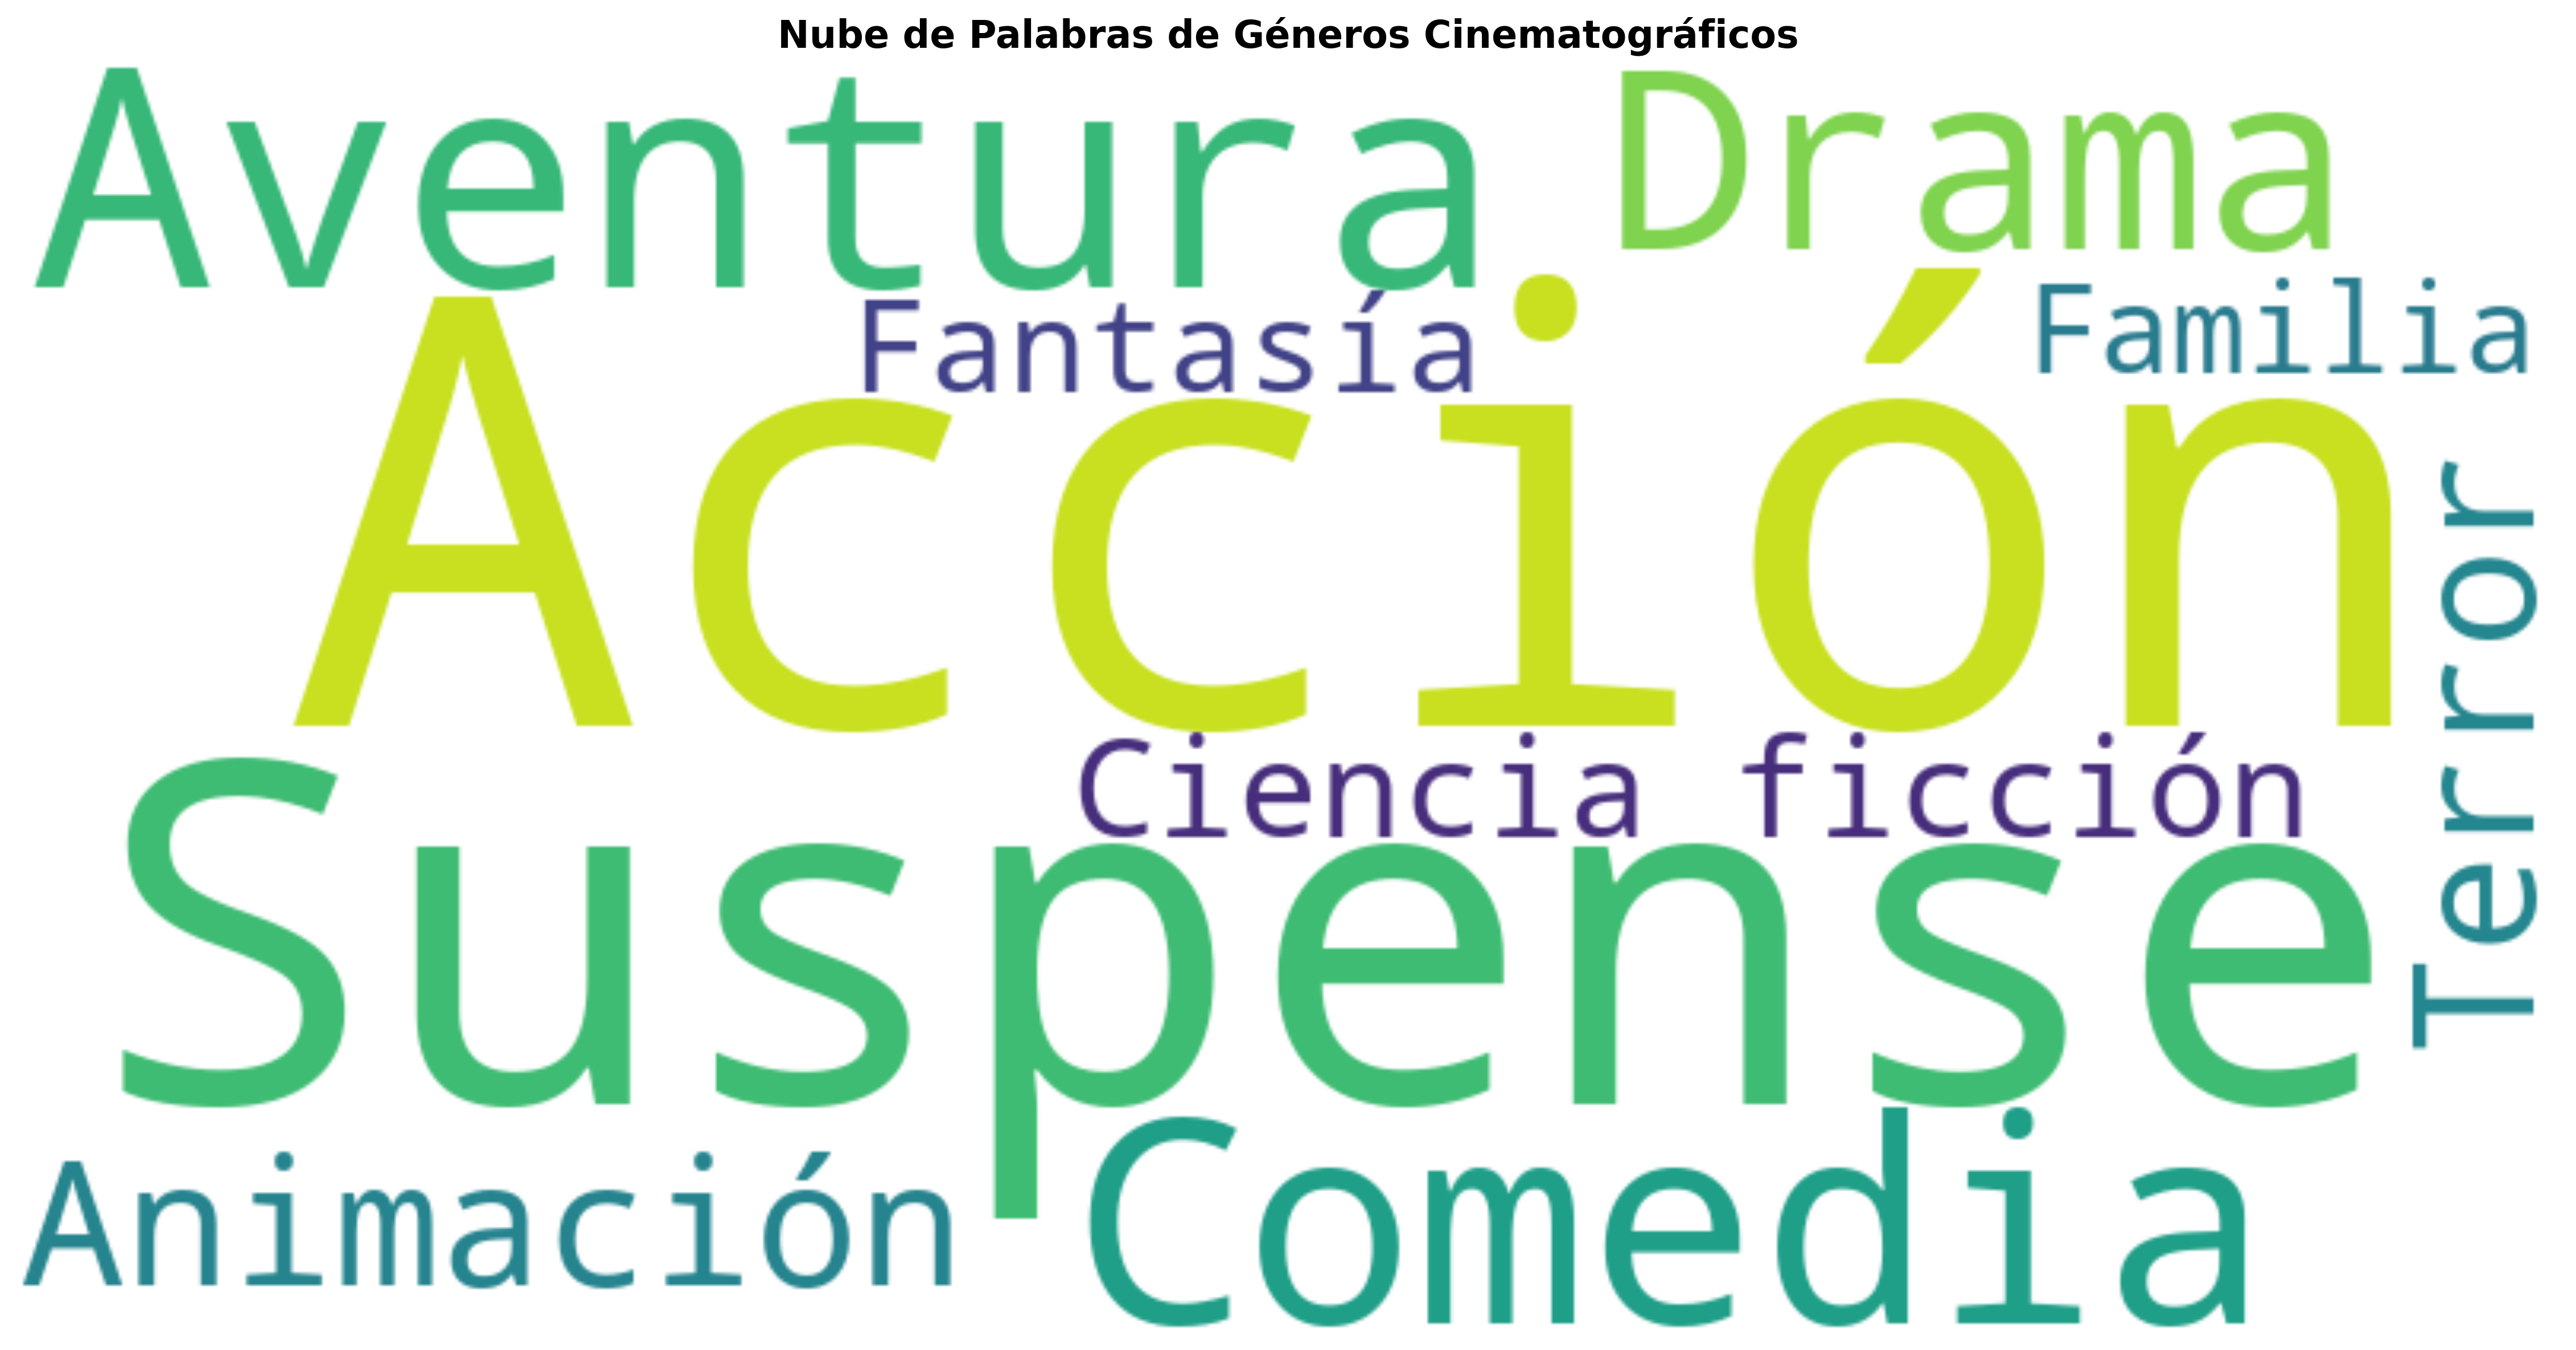 Nube de Palabras de Géneros Cinematográficos
Aventura
Drama
Fantasía
Familia
Acción
Terror
Ciencia ficción
Suspense
Animación
Comedia